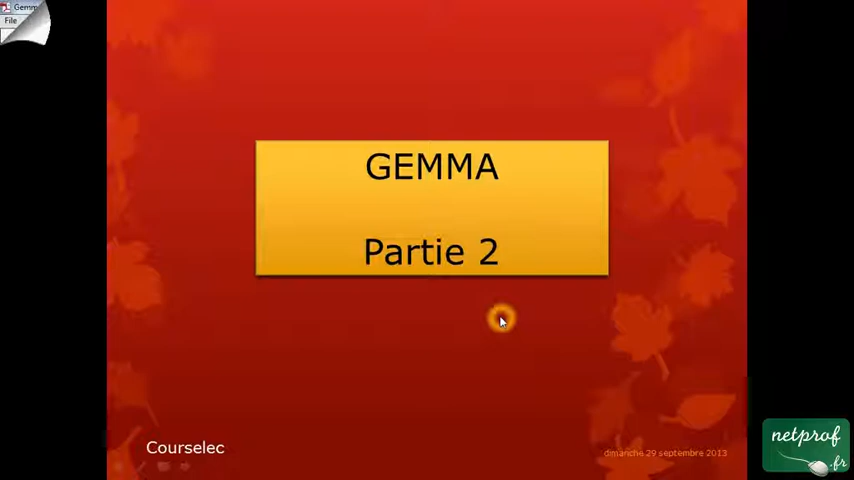 Gemm
File
GEMMA
Partie 2
Courselec
dimanche 29 septembre 2013
netprof
.fr